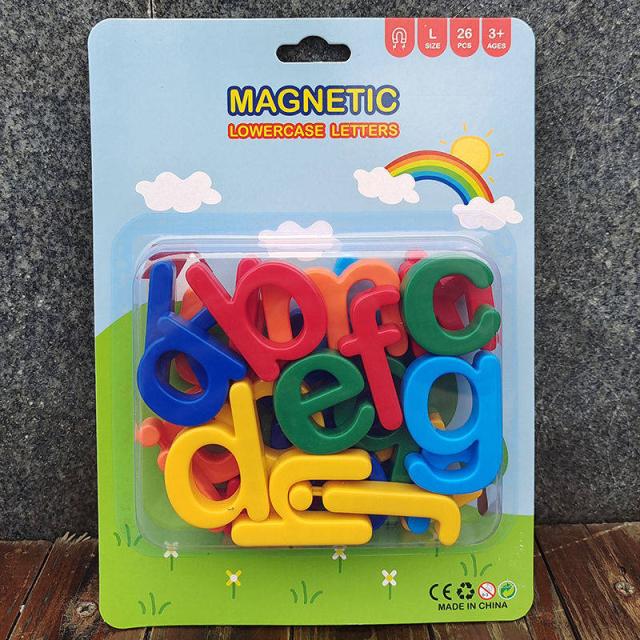 L
SIZE
26
PCS
3+
AGES
MAGNETIC
LOWERCASE LETTERS
b
n
c
f
e
g
d
CE
MADE IN CHINA